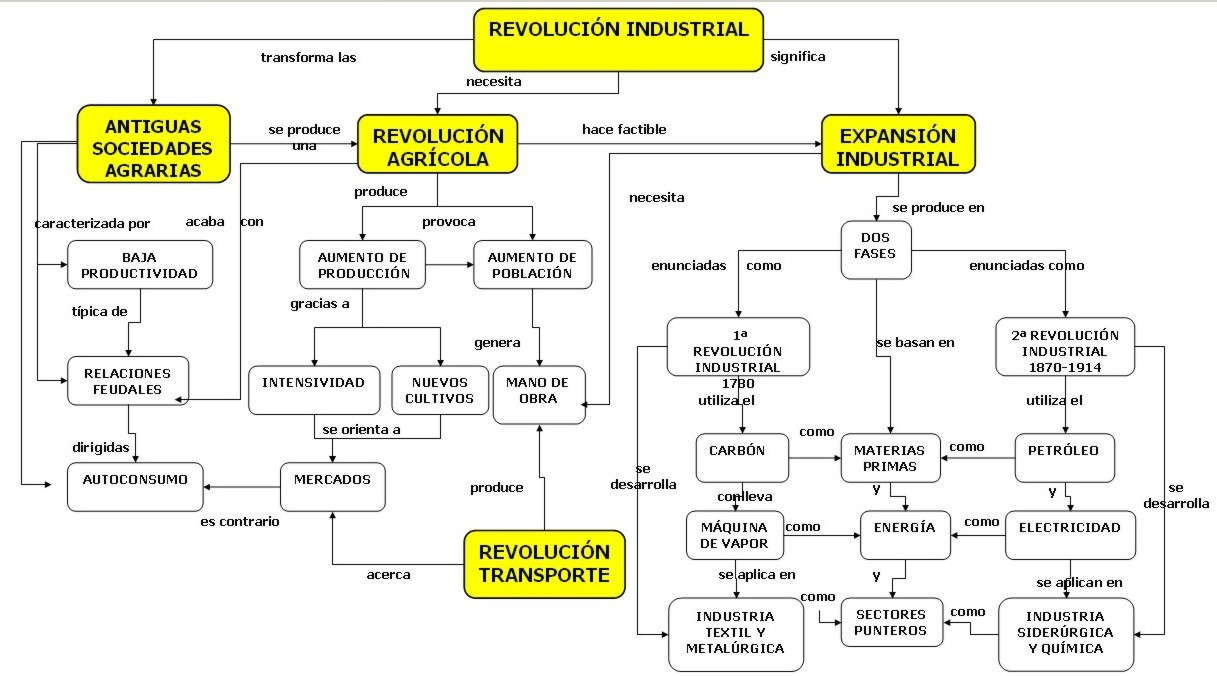 REVOLUCIÓN INDUSTRIAL
transforma las
significa
necesita
ANTIGUAS
SOCIEDADES
AGRARIAS
se produce
una
REVOLUCIÓN
AGRÍCOLA
hace factible
EXPANSIÓN
INDUSTRIAL
produce
necesita
se produce en
caracterizada por
acaba con
provoca
DOS
FASES
BAJA
PRODUCTIVIDAD
AUMENTO DE
PRODUCCIÓN
AUMENTO DE
POBLACIÓN
enunciadas como
enunciadas como
típica de
gracias a
genera
se basan en
1ª
REVOLUCIÓN
INDUSTRIAL
1780
2ª REVOLUCIÓN
INDUSTRIAL
1870-1914
RELACIONES
FEUDALES
INTENSIVIDAD
NUEVOS
CULTIVOS
MANO DE
OBRA
utiliza el
utiliza el
dirigidas
se orienta a
como
como
CARBÓN
MATERIAS
PRIMAS
PETRÓLEO
AUTOCONSUMO
MERCADOS
produce
se
desarrolla
se
desarrolla
conlleva
y
y
es contrario
MÁQUINA
DE VAPOR
como
ENERGÍA
como
ELECTRICIDAD
REVOLUCIÓN
TRANSPORTE
acerca
se aplica en
y
se aplican en
como
como
INDUSTRIA
TEXTIL Y
METALÚRGICA
SECTORES
PUNTEROS
INDUSTRIA
SIDERÚRGICA
Y QUÍMICA